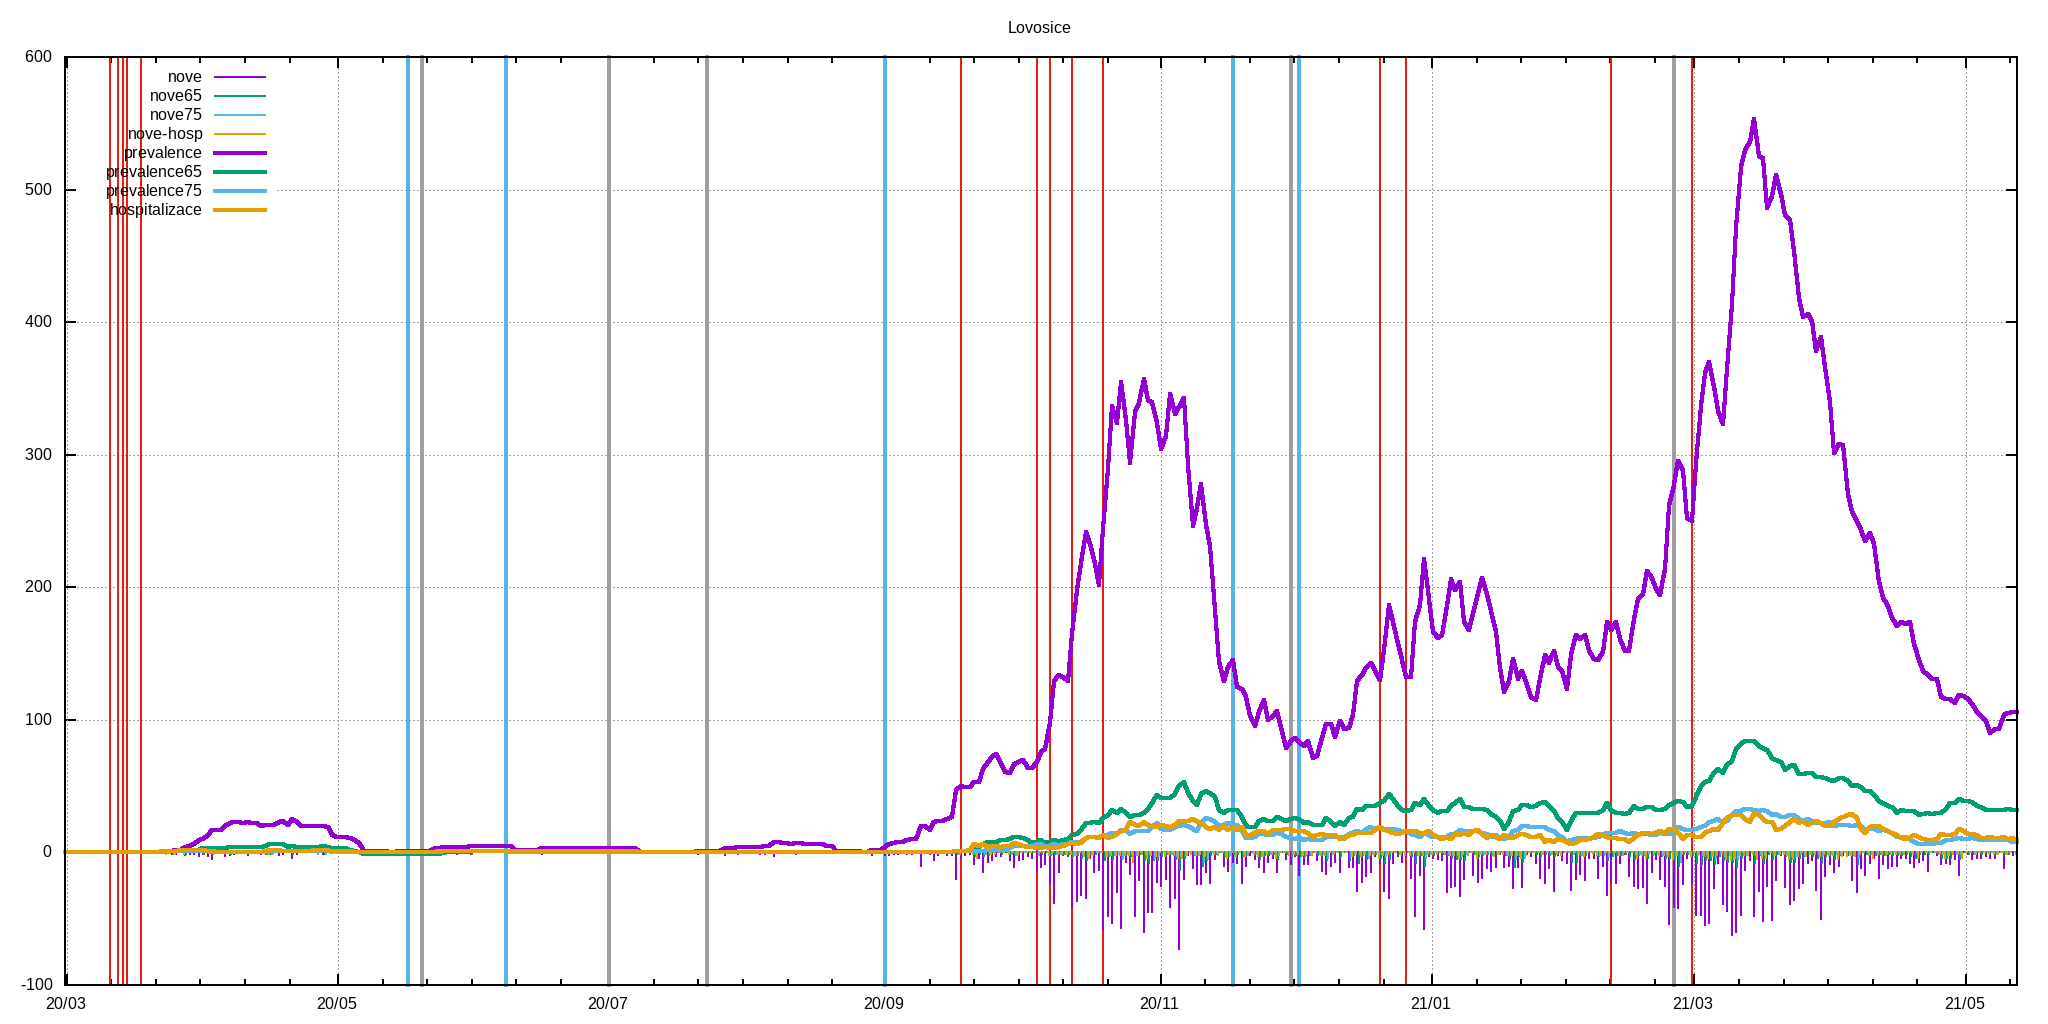 Lovosice
600
nove
nove65
nove75
nove-hosp
prevalence
prevalence65
prevalence75
hospitalizace
500
400
300
200
100
0
-100
20/03 20/05 20/07 20/09 20/11 21/01 21/03 21/05